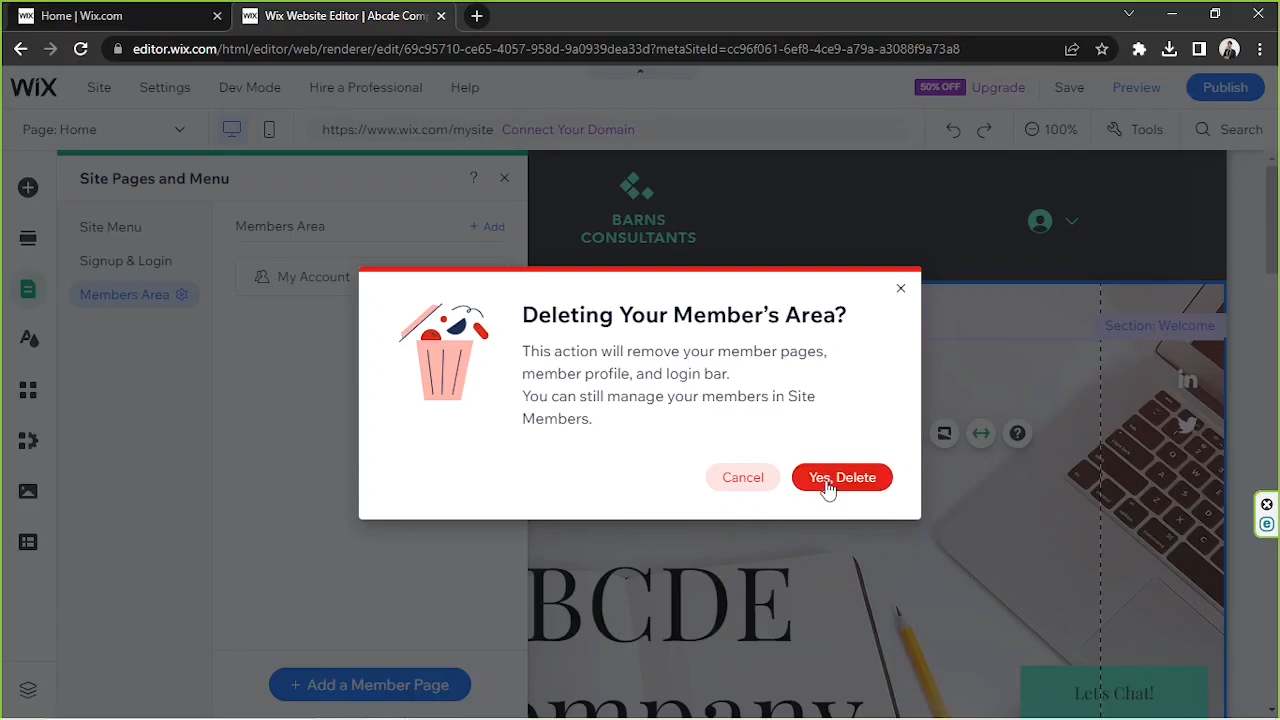 WiX Home | Wix.com
WiX Wix Website Editor | Abcde Com
editor.wix.com/html/editor/web/renderer/edit/69c95710-ce65-4057-958d-9a0939dea33d?metaSiteId=cc96f061-6ef8-4ce9-a79a-a3088f9a73a8
WiX Site Settings Dev Mode Hire a Professional Help 50% OFF Upgrade Save Preview Publish
Page: Home https://www.wix.com/mysite Connect Your Domain 100% Tools Search
Site Pages and Menu ?
Site Menu
Signup & Login
Members Area
Members Area + Add
My Account
BARNS
CONSULTANTS
Section: Welcome
Deleting Your Member's Area?
This action will remove your member pages,
member profile, and login bar.
You can still manage your members in Site
Members.
Cancel Yes, Delete
in
?
ABCDE
Company
Let's Chat!
+ Add a Member Page